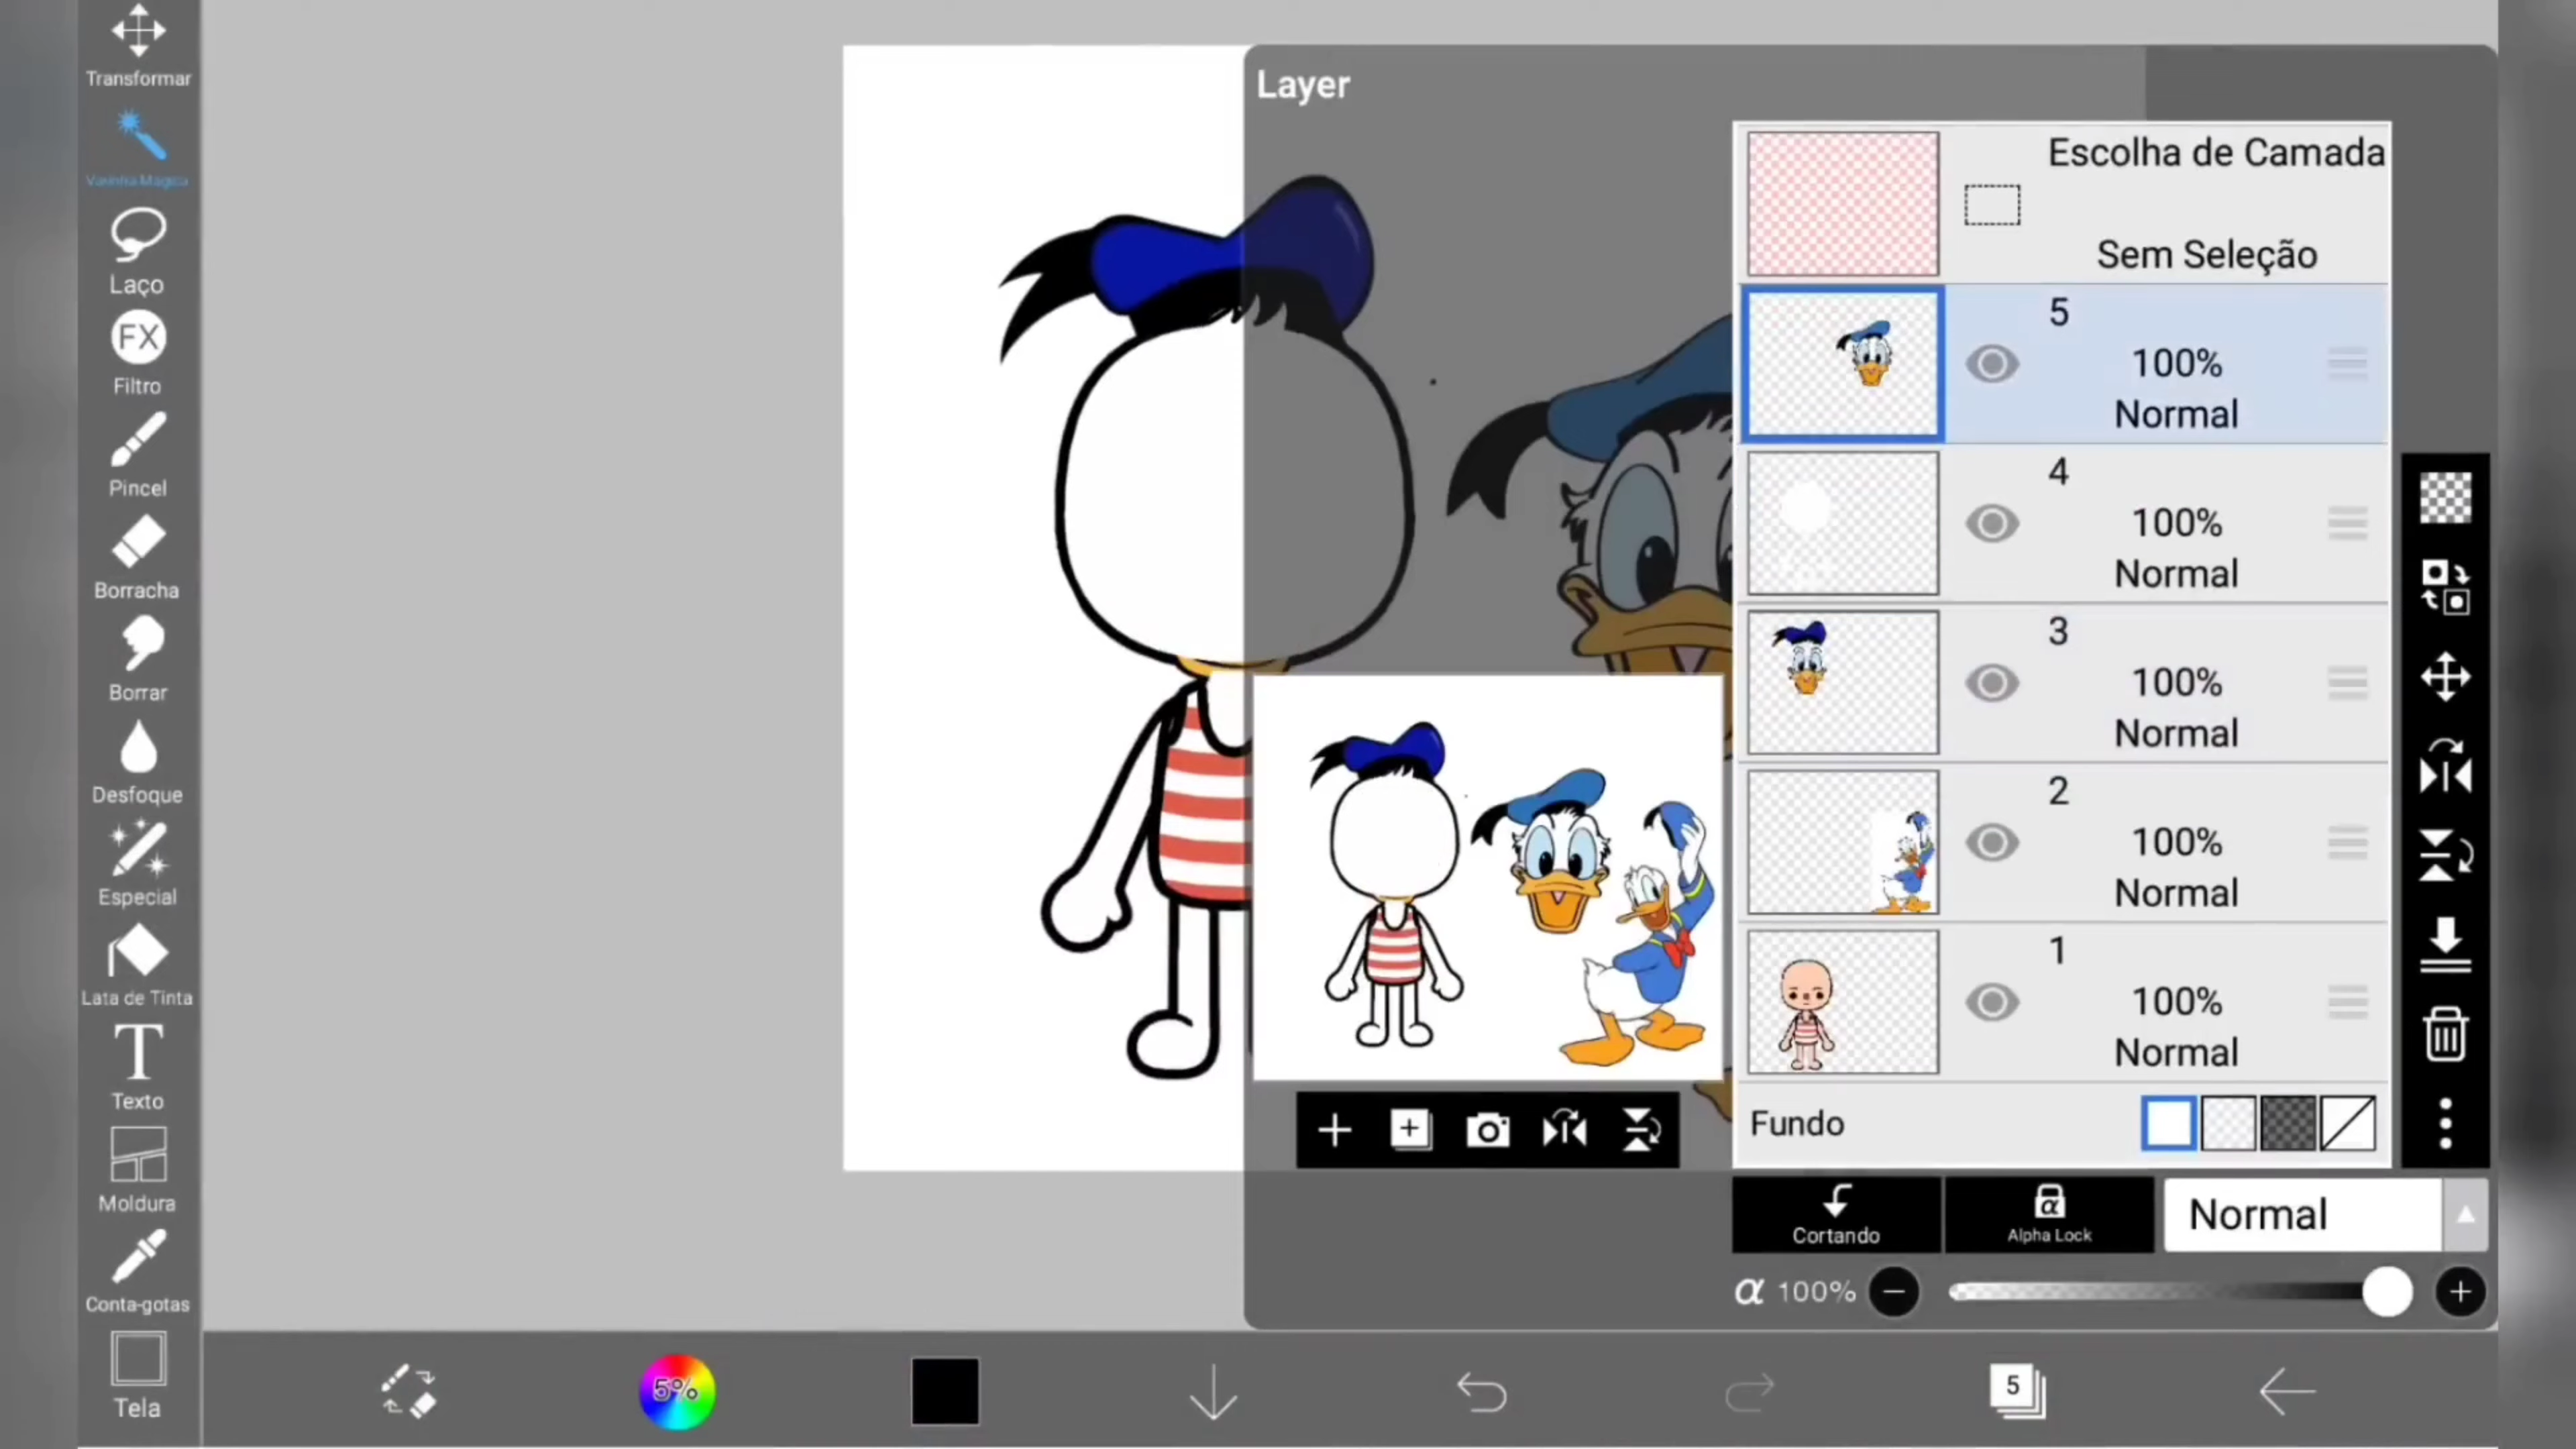 Transformar
Varinha Mágica
Laço
FX
Filtro
Pincel
Borracha
Borrar
Desfoque
Especial
Lata de Tinta
T
Texto
Moldura
Conta-gotas
Tela
Layer
Escolha de Camada
Sem Seleção
5
100%
Normal
4
100%
Normal
3
100%
Normal
2
100%
Normal
1
100%
Normal
Fundo
Cortando
α
Alpha Lock
Normal
α 100%
5%
5